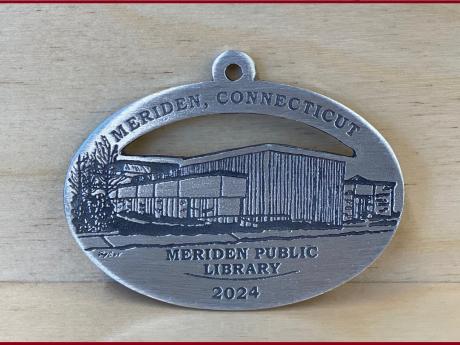 MERIDEN, CONNECTICUT
MERIDEN PUBLIC
LIBRARY
2024